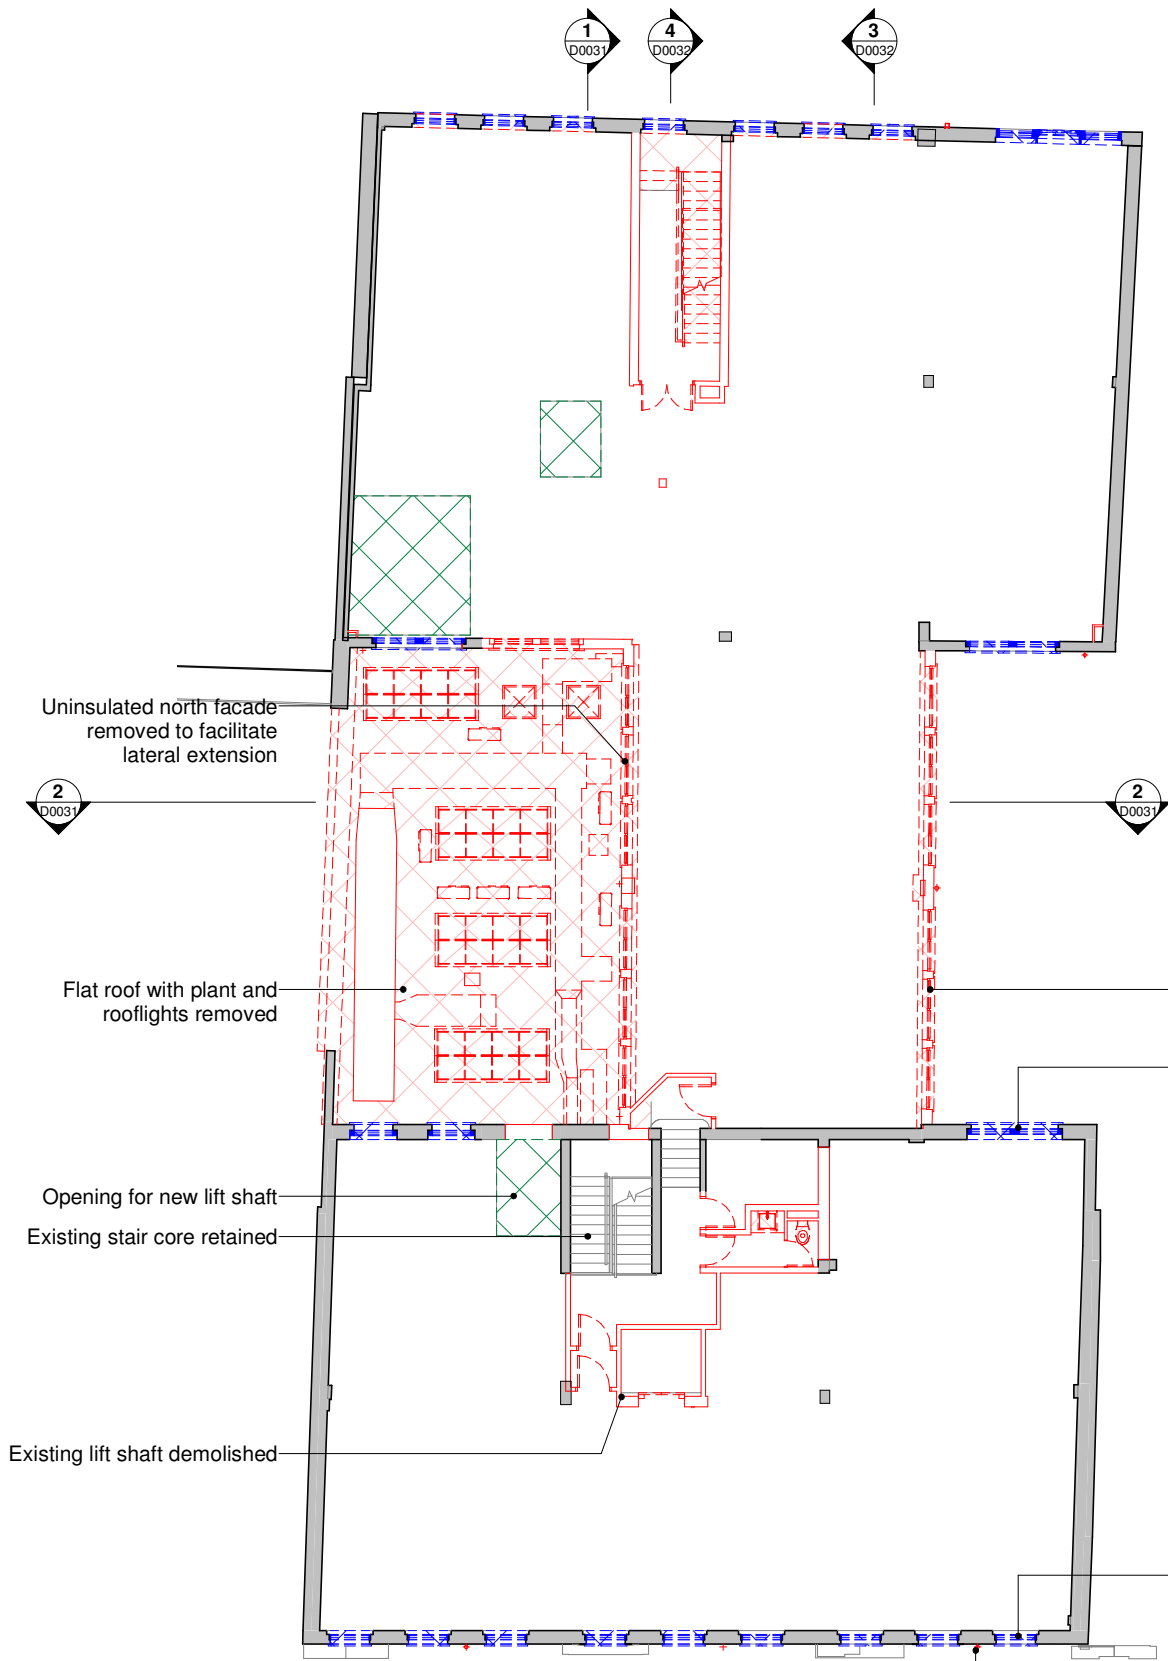 1
D0031
4
D0032
3
D0032
Uninsulated north facade
removed to facilitate
lateral extension
2
D0031
2
D0031
Flat roof with plant and
rooflights removed
Opening for new lift shaft
Existing stair core retained
Existing lift shaft demolished